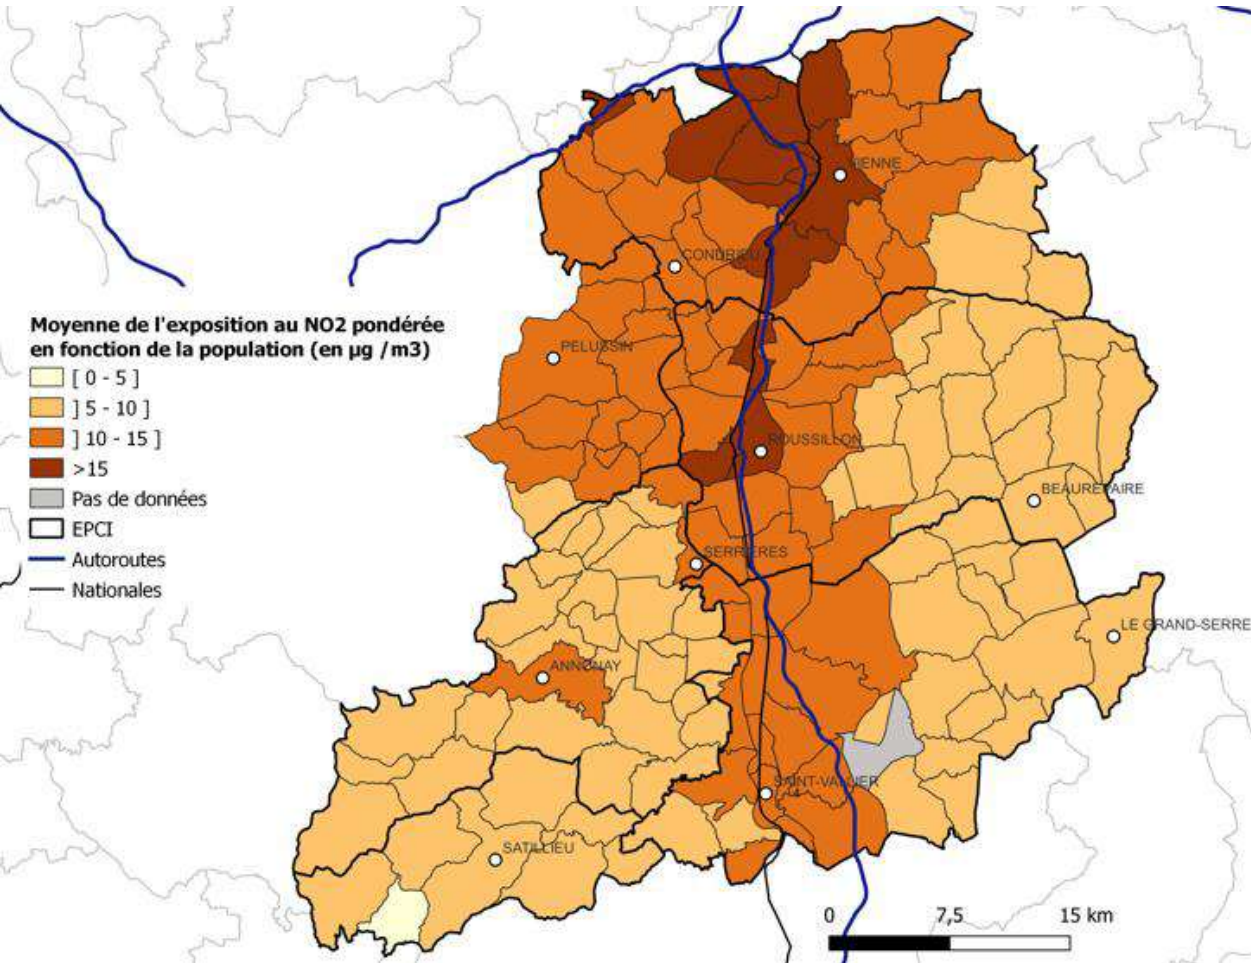 VIENNE
CONDRIEU
Moyenne de l'exposition au NO2 pondérée
en fonction de la population (en µg /m3)
[ 0 - 5 ]
] 5 - 10 ]
] 10 - 15 ]
>15
Pas de données
EPCI
Autoroutes
Nationales
PELUSSIN
ROUSSILLON
BEAUREPAIRE
SERRIERES
LE GRAND-SERRE
ANNONAY
SAINT-VALLIER
SATILLIEU
0 7,5 15 km